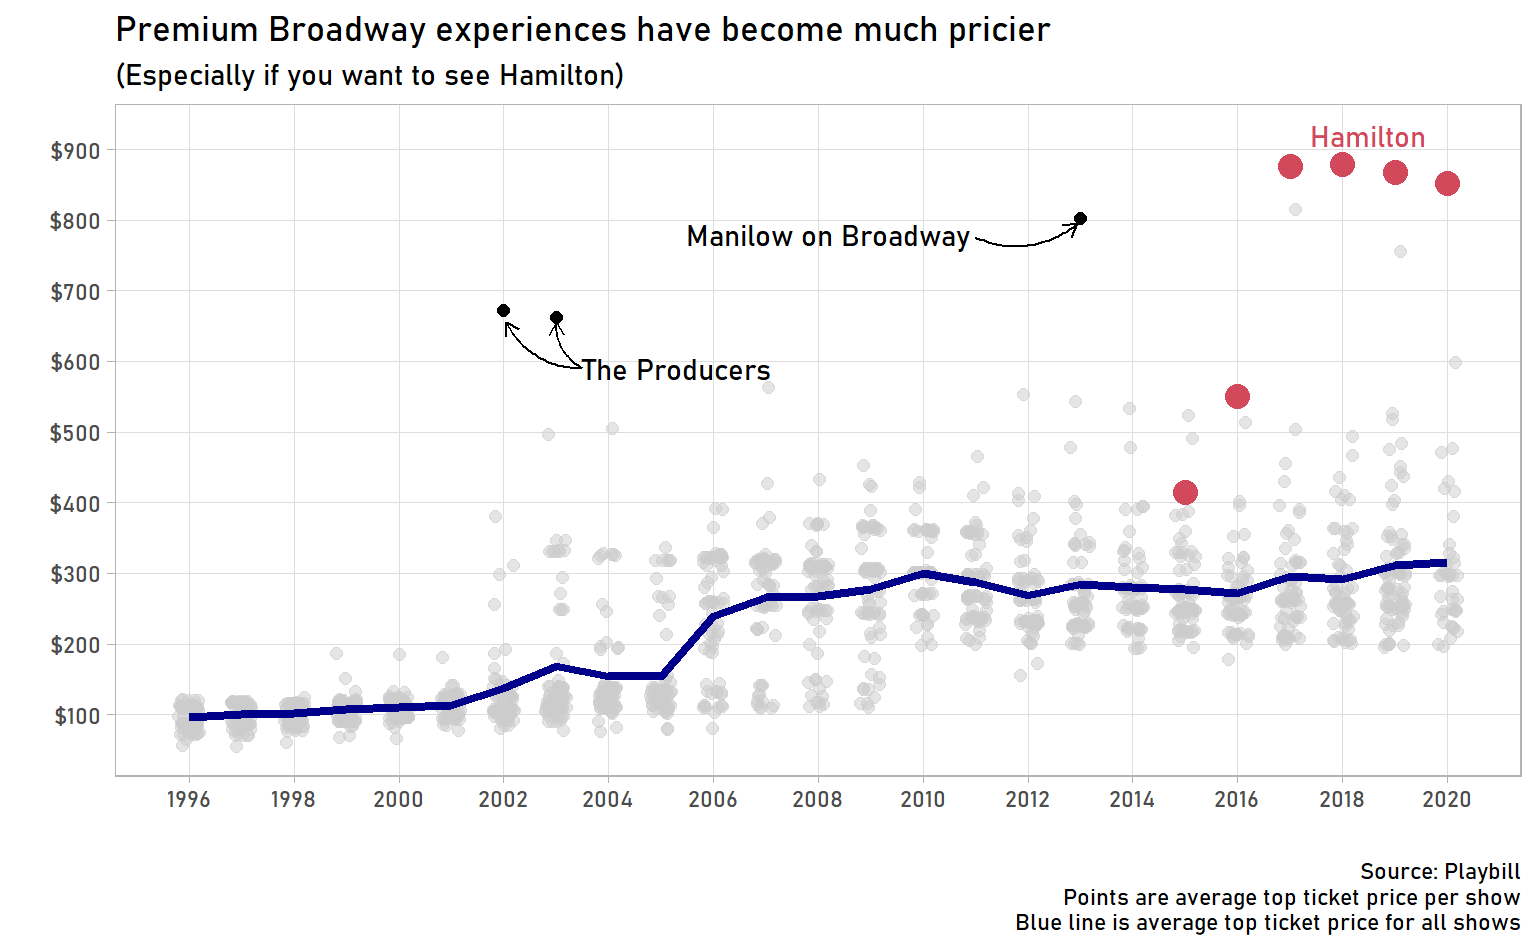 Premium Broadway experiences have become much pricier
(Especially if you want to see Hamilton)
$900
$800
$700
$600
$500
$400
$300
$200
$100
Hamilton
Manilow on Broadway
The Producers
1996 1998 2000 2002 2004 2006 2008 2010 2012 2014 2016 2018 2020
Source: Playbill
Points are average top ticket price per show
Blue line is average top ticket price for all shows